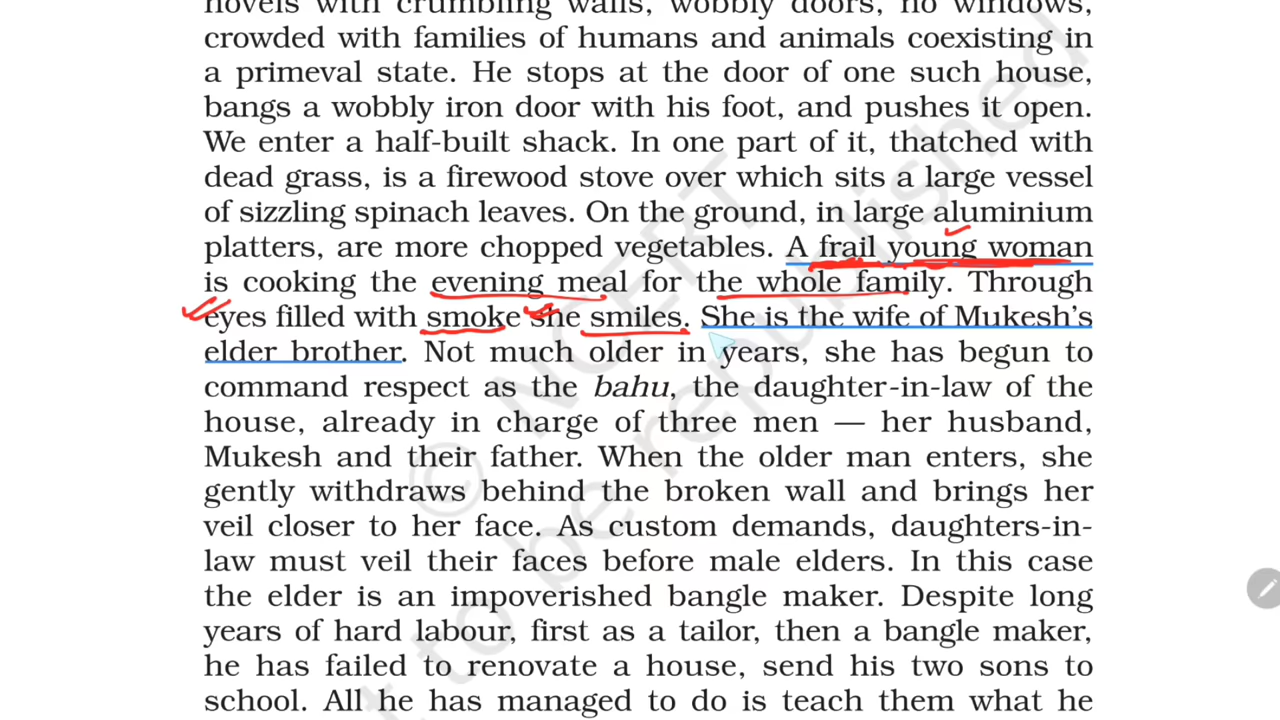 hovels with crumbling walls, wobbly doors, no windows,
crowded with families of humans and animals coexisting in
a primeval state. He stops at the door of one such house,
bangs a wobbly iron door with his foot, and pushes it open.
We enter a half-built shack. In one part of it, thatched with
dead grass, is a firewood stove over which sits a large vessel
of sizzling spinach leaves. On the ground, in large aluminium
platters, are more chopped vegetables. A frail young woman
is cooking the evening meal for the whole family. Through
eyes filled with smoke she smiles. She is the wife of Mukesh's
elder brother. Not much older in years, she has begun to
command respect as the bahu, the daughter-in-law of the
house, already in charge of three men — her husband,
Mukesh and their father. When the older man enters, she
gently withdraws behind the broken wall and brings her
veil closer to her face. As custom demands, daughters-in-
law must veil their faces before male elders. In this case
the elder is an impoverished bangle maker. Despite long
years of hard labour, first as a tailor, then a bangle maker,
he has failed to renovate a house, send his two sons to
school. All he has managed to do is teach them what he
© NCERT
not to be republished